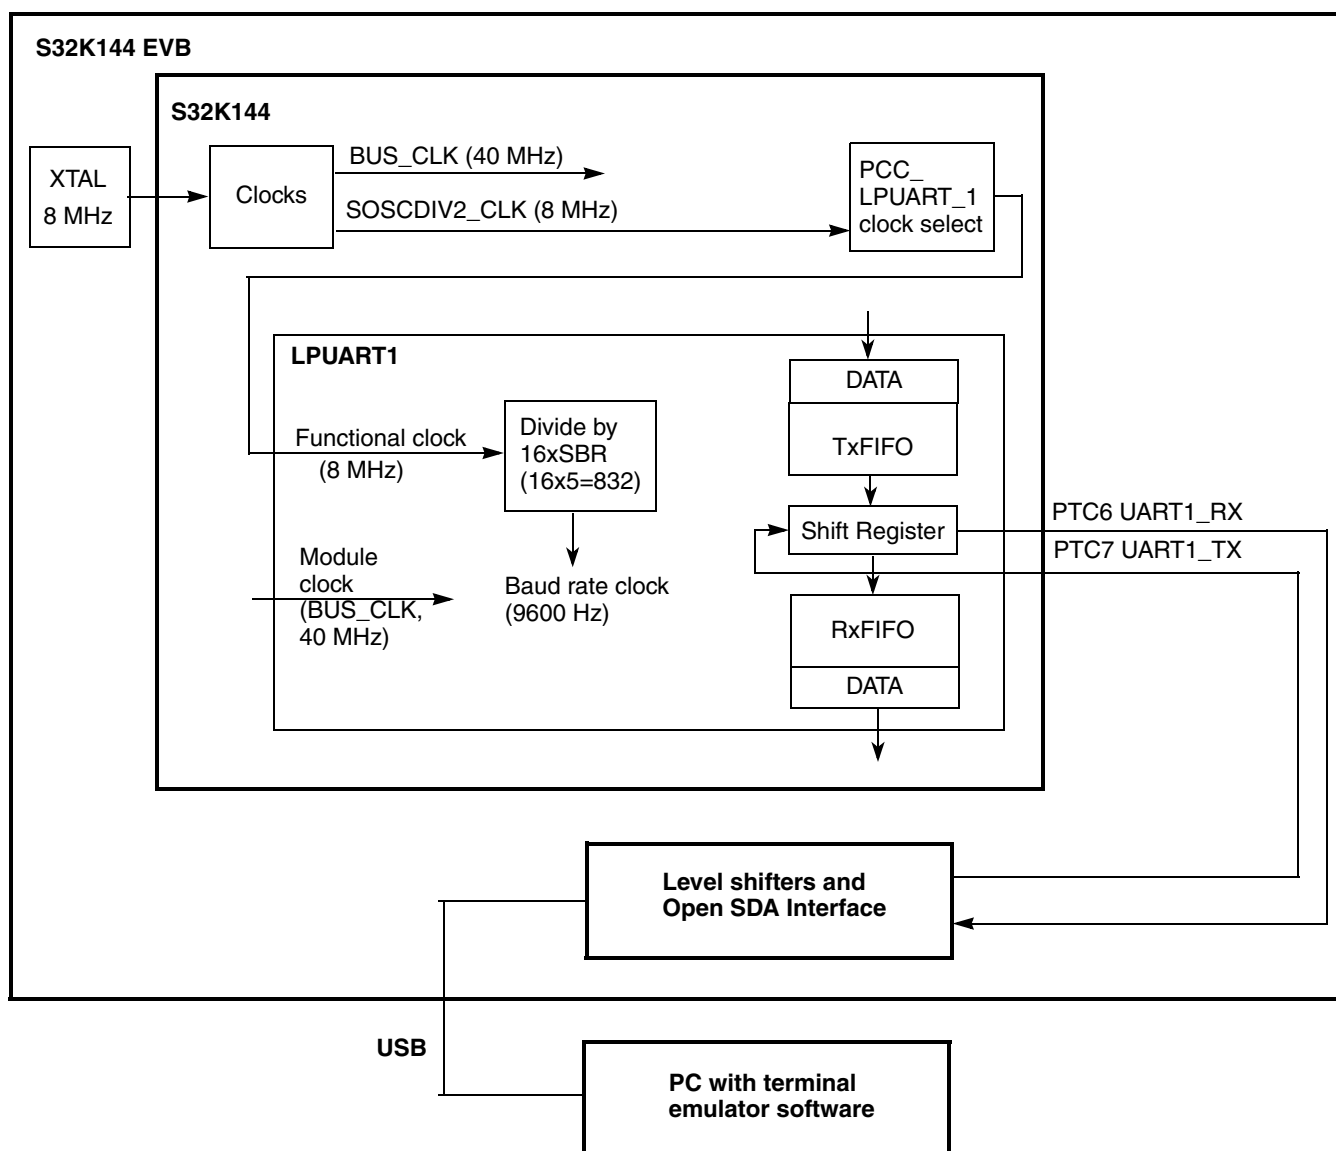 S32K144 EVB
S32K144
XTAL
8 MHz
Clocks
BUS_CLK (40 MHz)
SOSCDIV2_CLK (8 MHz)
PCC_
LPUART_1
clock select
LPUART1
Functional clock
(8 MHz)
Divide by
16xSBR
(16x5=832)
Module
clock
(BUS_CLK,
40 MHz)
Baud rate clock
(9600 Hz)
DATA
TxFIFO
Shift Register
RxFIFO
DATA
PTC6 UART1_RX
PTC7 UART1_TX
Level shifters and
Open SDA Interface
USB
PC with terminal
emulator software